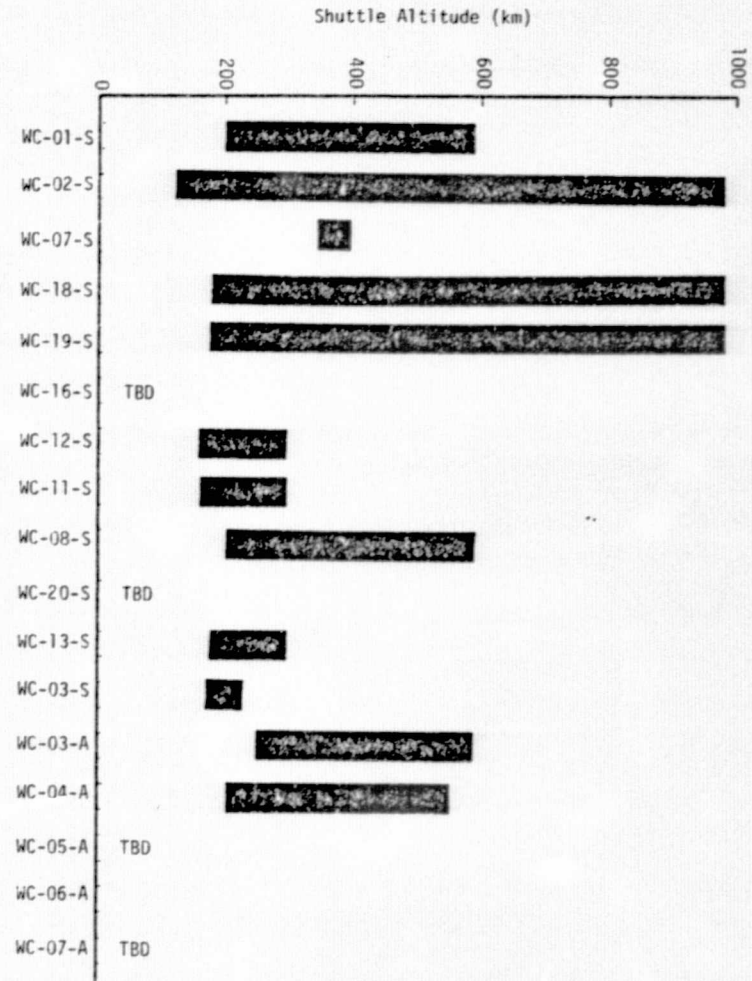 Shuttle Altitude (km)
0 200 400 600 800 1000
WC-01-S
WC-02-S
WC-07-S
WC-18-S
WC-19-S
WC-16-S TBD
WC-12-S
WC-11-S
WC-08-S
WC-20-S TBD
WC-13-S
WC-03-S
WC-03-A
WC-04-A
WC-05-A TBD
WC-06-A
WC-07-A TBD